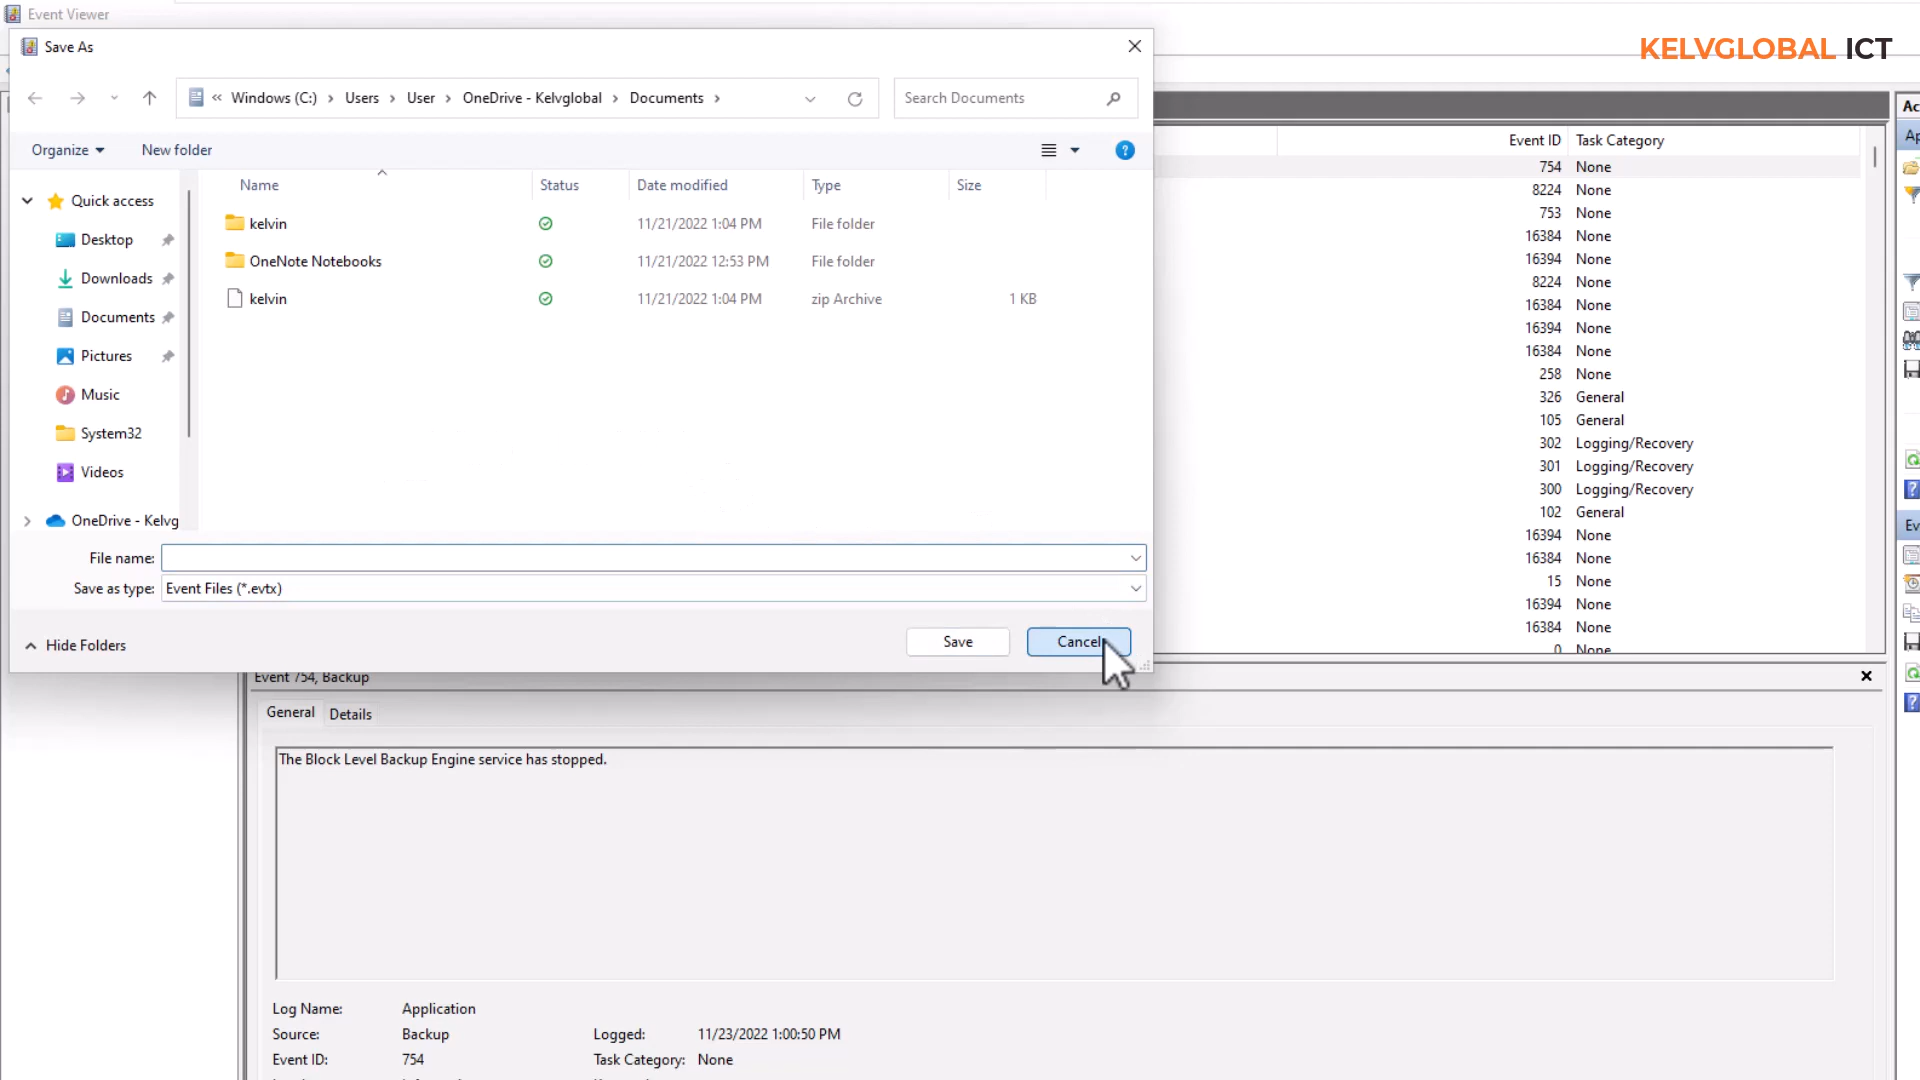 Event Viewer
KELVGLOBAL ICT
Save As
« Windows (C:) › Users › User › OneDrive - Kelvglobal › Documents ›
Search Documents
Organize
New folder
Name
Status
Date modified
Type
Size
Quick access
Desktop
Downloads
Documents
Pictures
Music
System32
Videos
OneDrive - Kelvg
kelvin 11/21/2022 1:04 PM File folder
OneNote Notebooks 11/21/2022 12:53 PM File folder
kelvin 11/21/2022 1:04 PM zip Archive 1 KB
File name:
Save as type: Event Files (*.evtx)
Hide Folders
Save
Cancel
Event ID Task Category
754 None
8224 None
753 None
16384 None
16394 None
8224 None
16384 None
16394 None
16384 None
258 None
326 General
105 General
302 Logging/Recovery
301 Logging/Recovery
300 Logging/Recovery
102 General
16394 None
16384 None
15 None
16394 None
16384 None
0 None
Ac
Ap
Ev
Event 754, Backup
General
Details
The Block Level Backup Engine service has stopped.
Log Name: Application
Source: Backup Logged: 11/23/2022 1:00:50 PM
Event ID: 754 Task Category: None